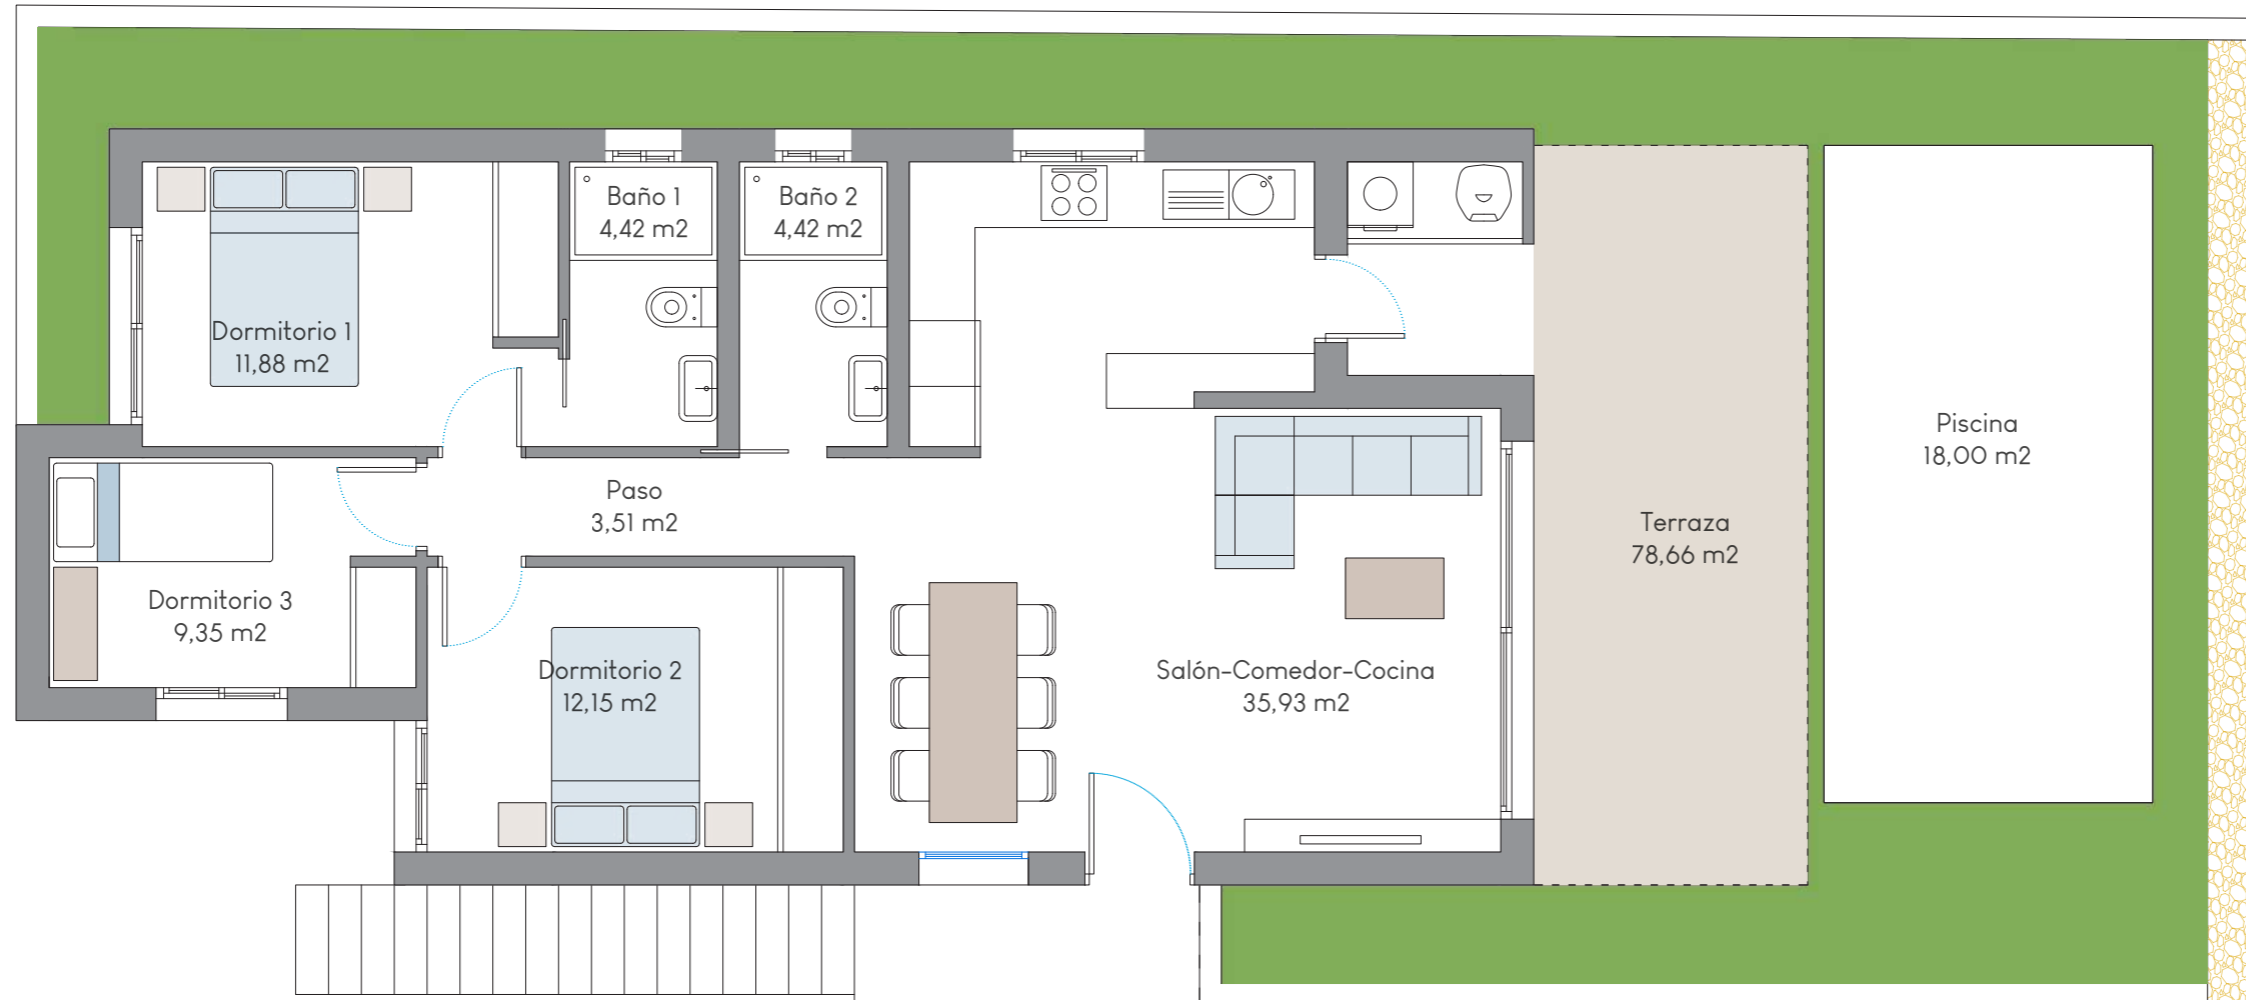 Baño 1
4,42 m2
Baño 2
4,42 m2
Dormitorio 1
11,88 m2
Piscina
18,00 m2
Paso
3,51 m2
Terraza
78,66 m2
Dormitorio 3
9,35 m2
Dormitorio 2
12,15 m2
Salón-Comedor-Cocina
35,93 m2